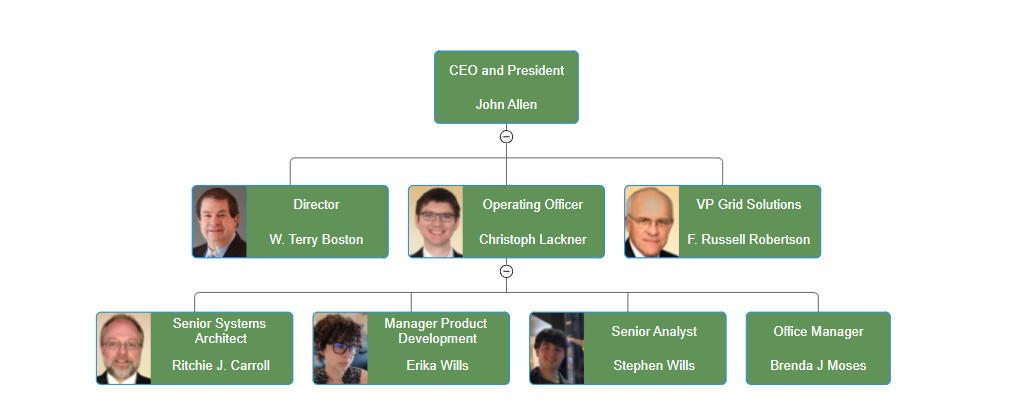 CEO and President
John Allen
Director
W. Terry Boston
Operating Officer
Christoph Lackner
VP Grid Solutions
F. Russell Robertson
Senior Systems
Architect
Ritchie J. Carroll
Manager Product
Development
Erika Wills
Senior Analyst
Stephen Wills
Office Manager
Brenda J Moses